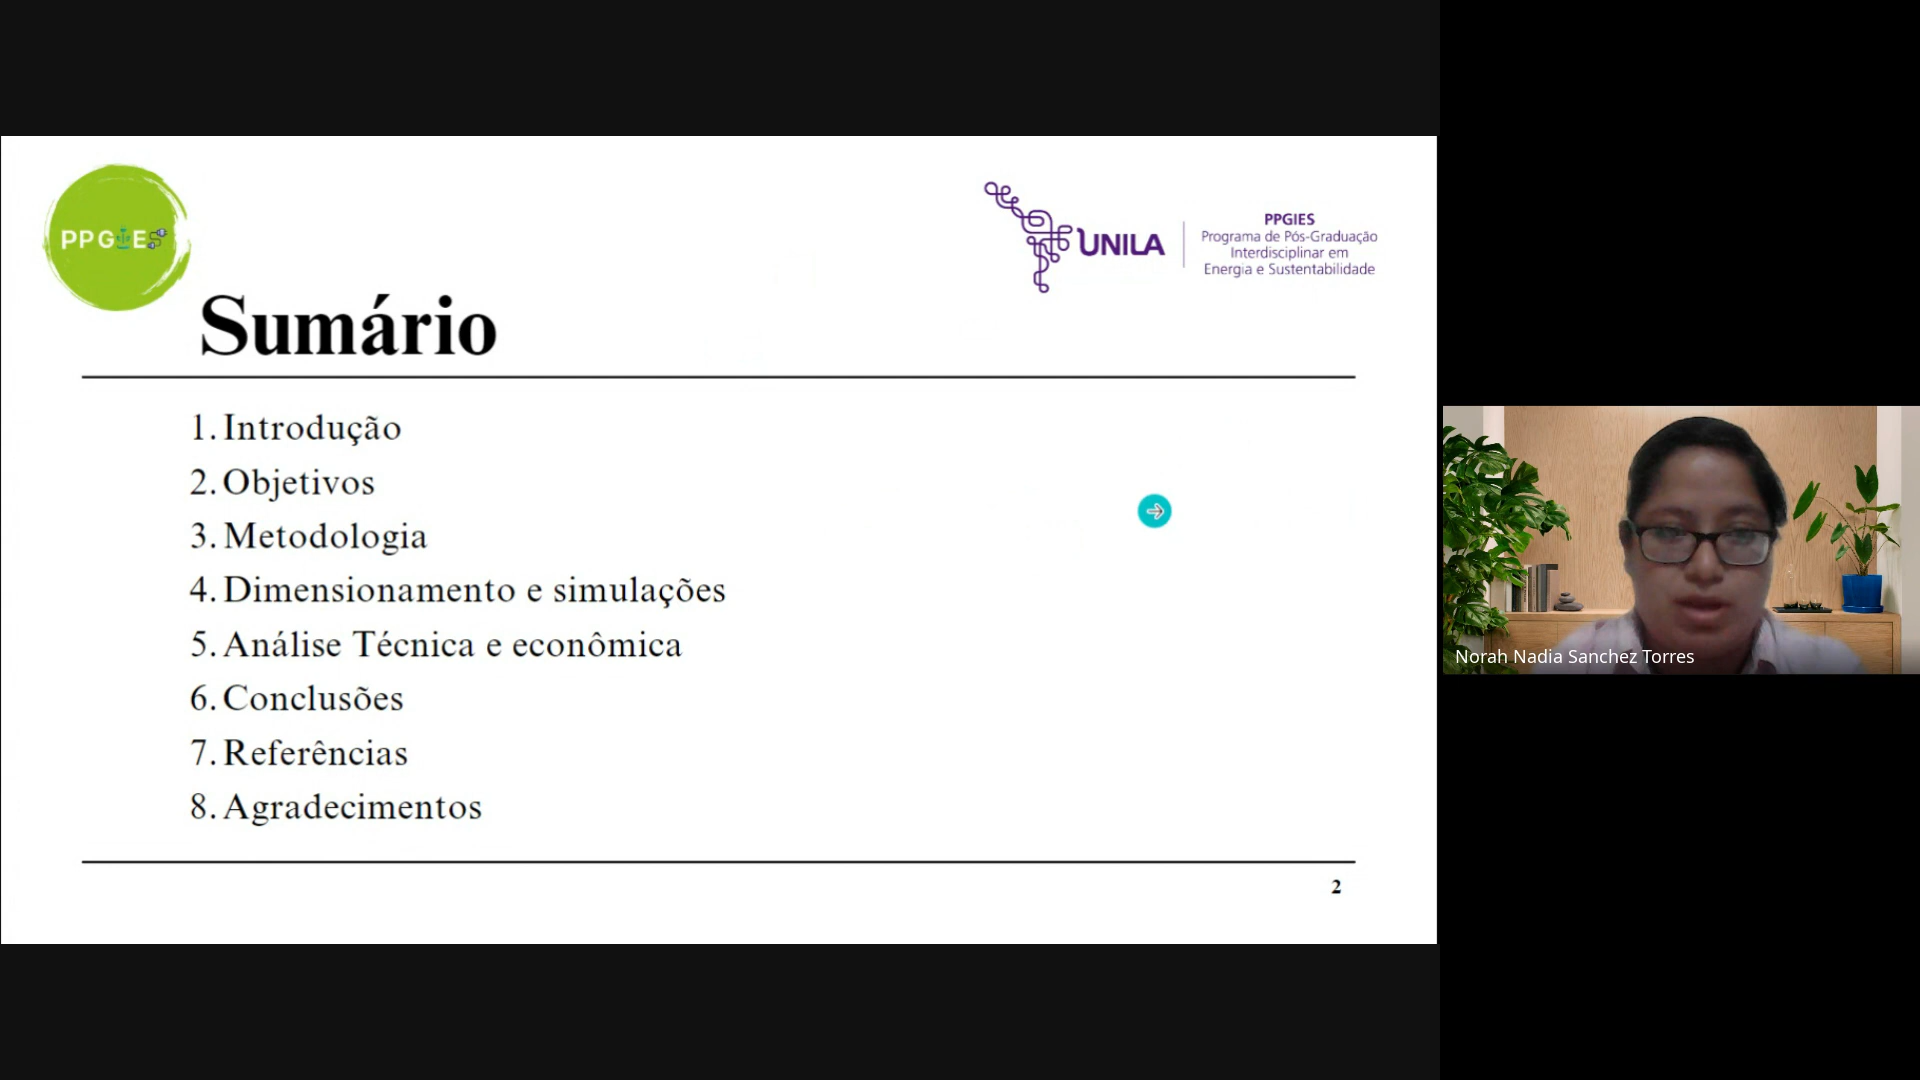 PPGIES
UNILA
PPGIES
Programa de Pós-Graduação
Interdisciplinar em
Energia e Sustentabilidade
Sumário
1. Introdução
2. Objetivos
3. Metodologia
4. Dimensionamento e simulações
5. Análise Técnica e econômica
6. Conclusões
7. Referências
8. Agradecimentos
2
Norah Nadia Sanchez Torres